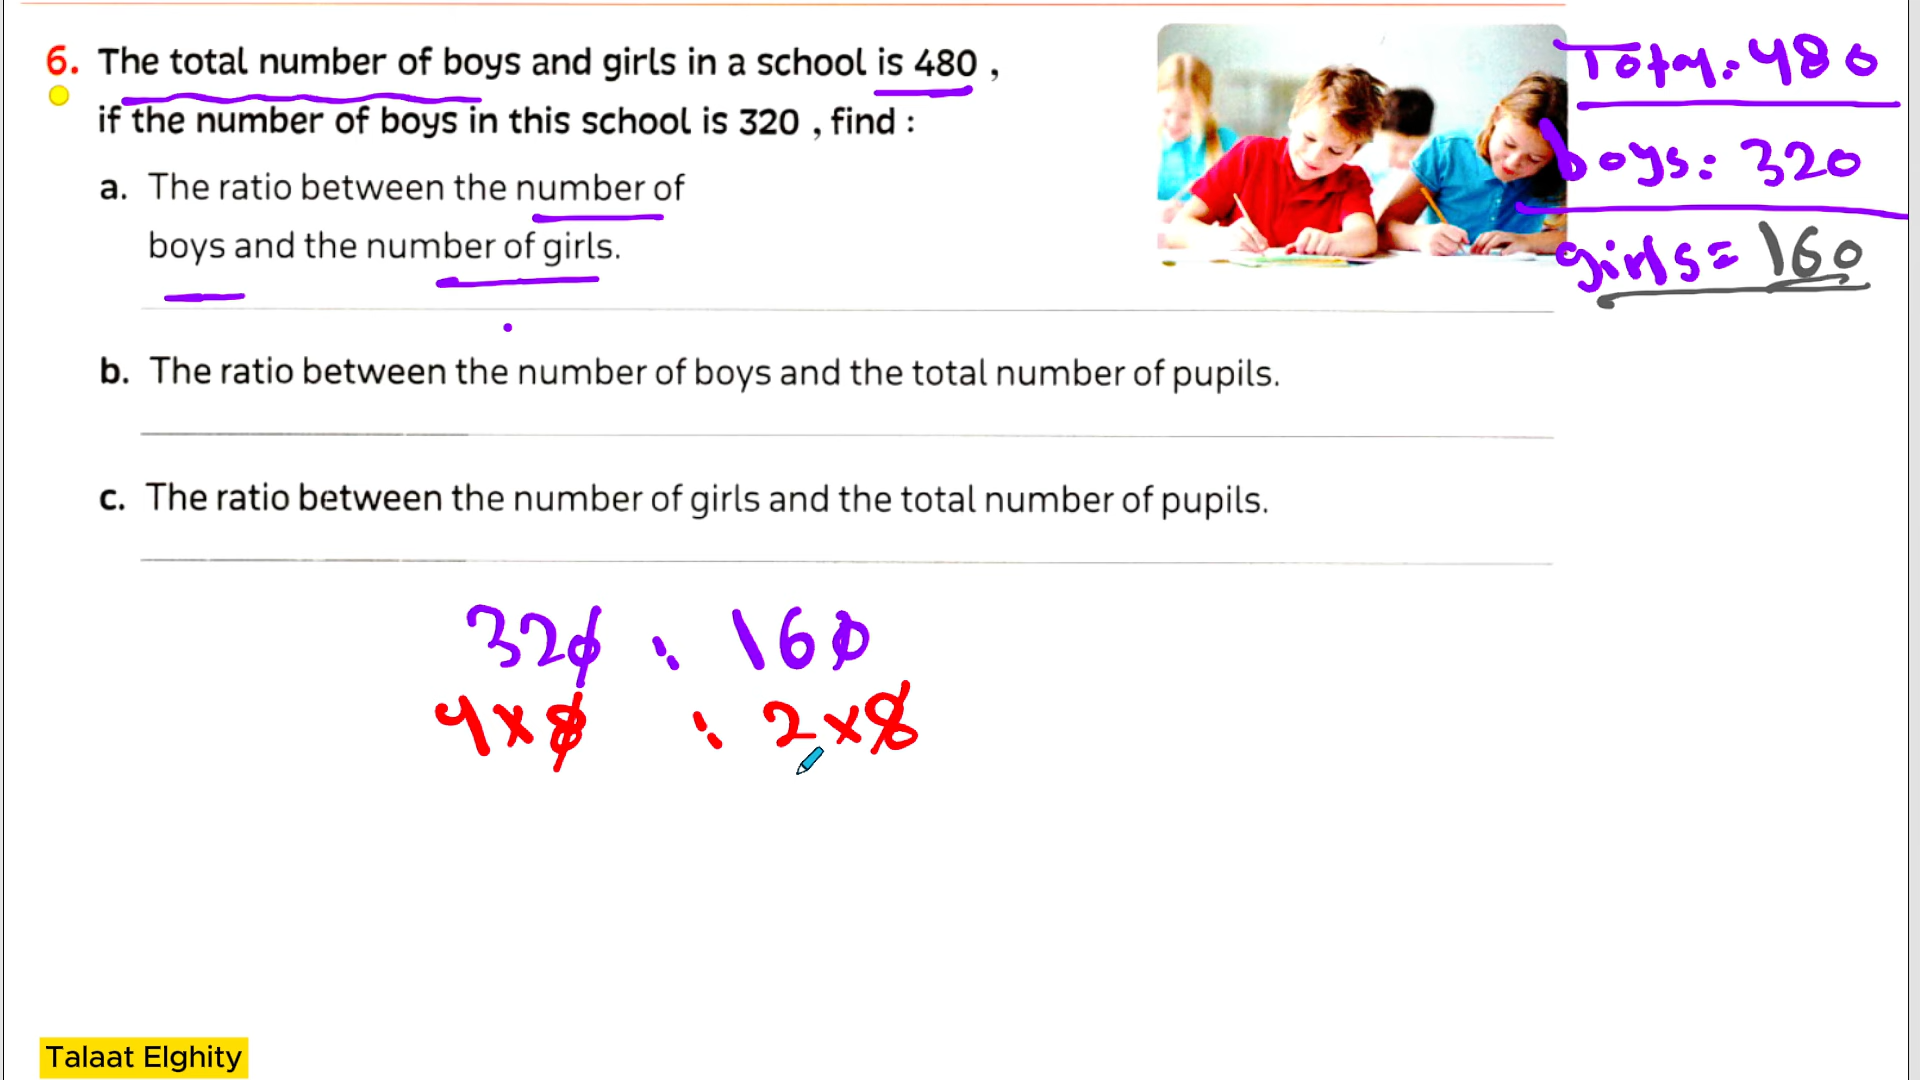 6. The total number of boys and girls in a school is 480 ,
if the number of boys in this school is 320 , find :
a. The ratio between the number of
boys and the number of girls.
b. The ratio between the number of boys and the total number of pupils.
c. The ratio between the number of girls and the total number of pupils.
Total: 480
boys: 320
girls = 160
320 : 160
4 × 8 : 2 × 8
Talaat Elghity